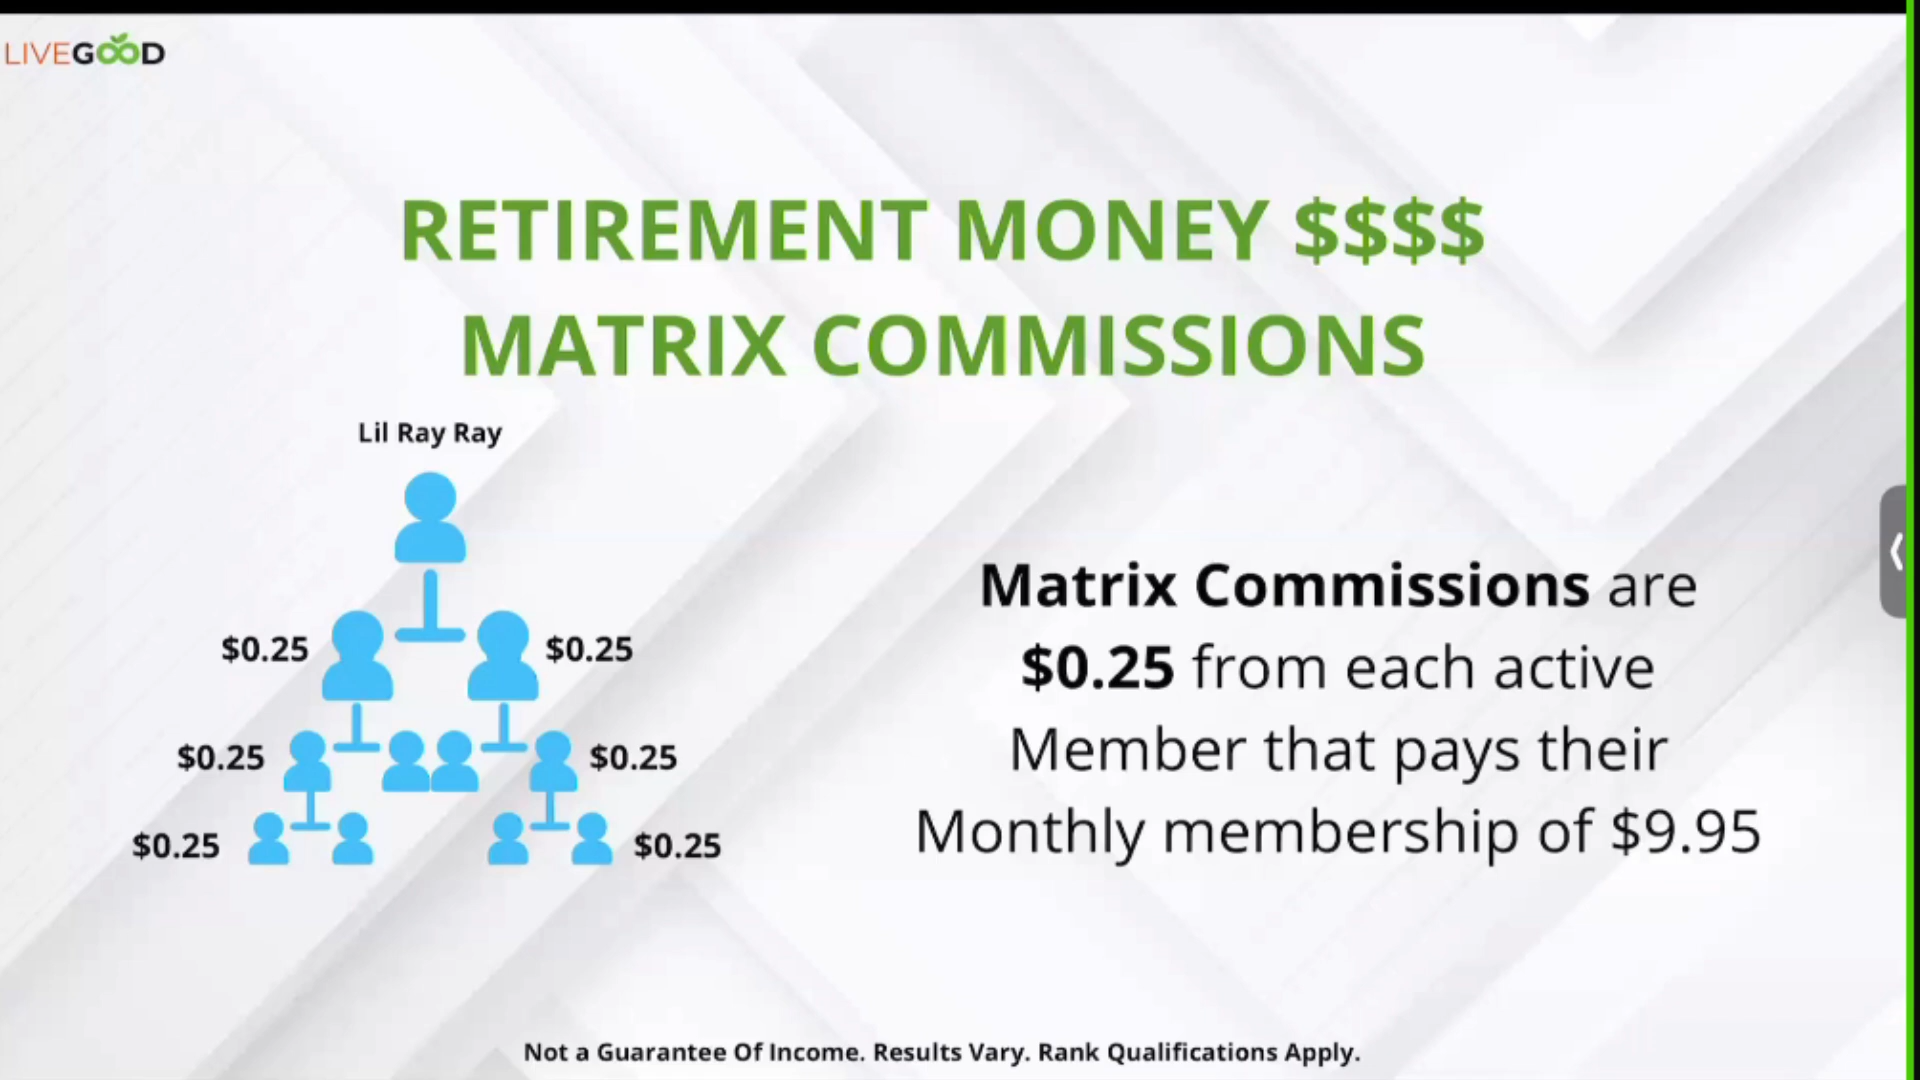 LIVEGOOD
RETIREMENT MONEY $$$$
MATRIX COMMISSIONS
Lil Ray Ray
$0.25 $0.25
$0.25 $0.25
$0.25 $0.25
Matrix Commissions are
$0.25 from each active
Member that pays their
Monthly membership of $9.95
Not a Guarantee Of Income. Results Vary. Rank Qualifications Apply.